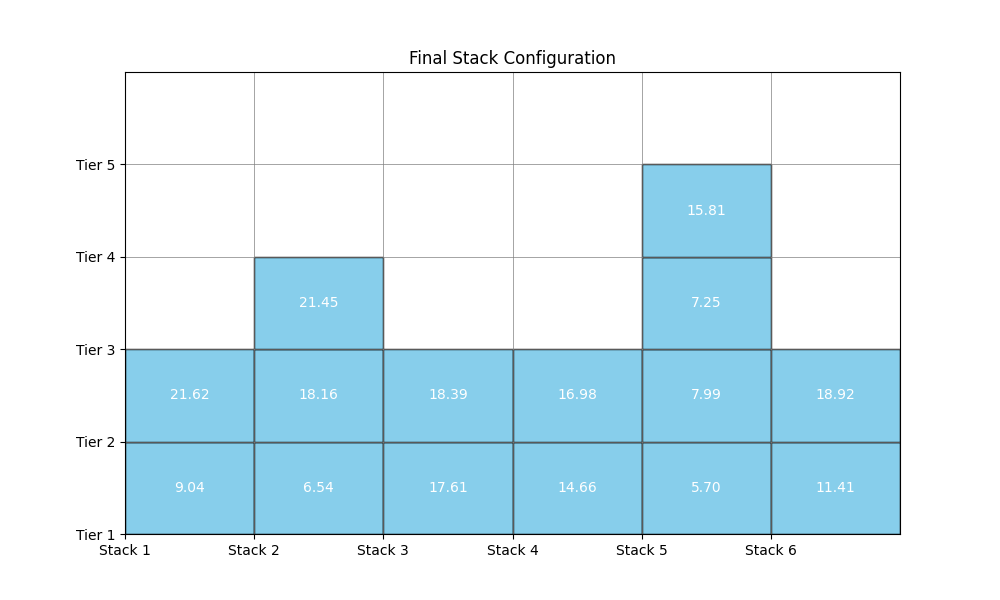 Final Stack Configuration
Tier 5
15.81
Tier 4
21.45 7.25
Tier 3
21.62 18.16 18.39 16.98 7.99 18.92
Tier 2
9.04 6.54 17.61 14.66 5.70 11.41
Tier 1
Stack 1 Stack 2 Stack 3 Stack 4 Stack 5 Stack 6